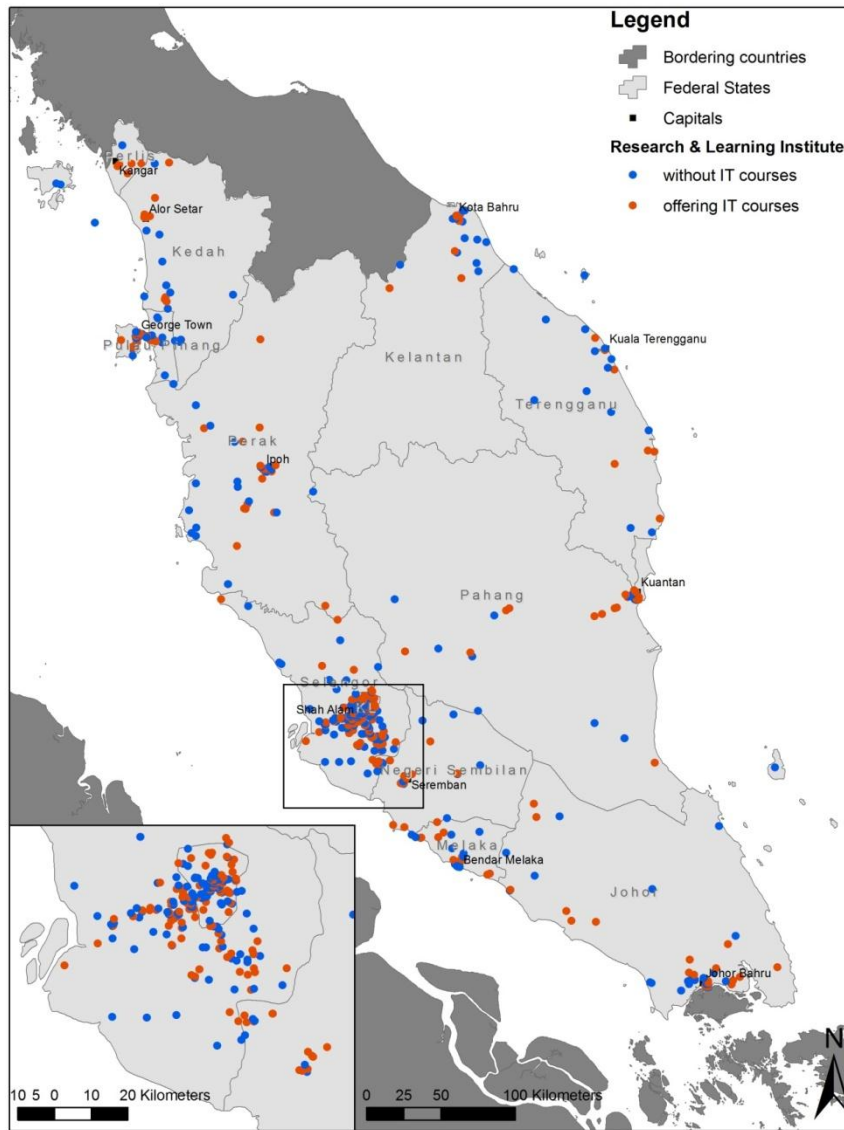 Legend
Bordering countries
Federal States
Capitals
Research & Learning Institute
without IT courses
offering IT courses
Perlis
Kangar
Alor Setar
Kota Bahru
Kedah
George Town
Pulau Pinang
Kelantan
Kuala Terengganu
Terengganu
Perak
Ipoh
Pahang
Kuantan
Selangor
Shah Alam
Negeri Sembilan
Seremban
Melaka
Bendar Melaka
Johor
Johor Bahru
N
10 5 0 10 20 Kilometers
0 50 100 Kilometers